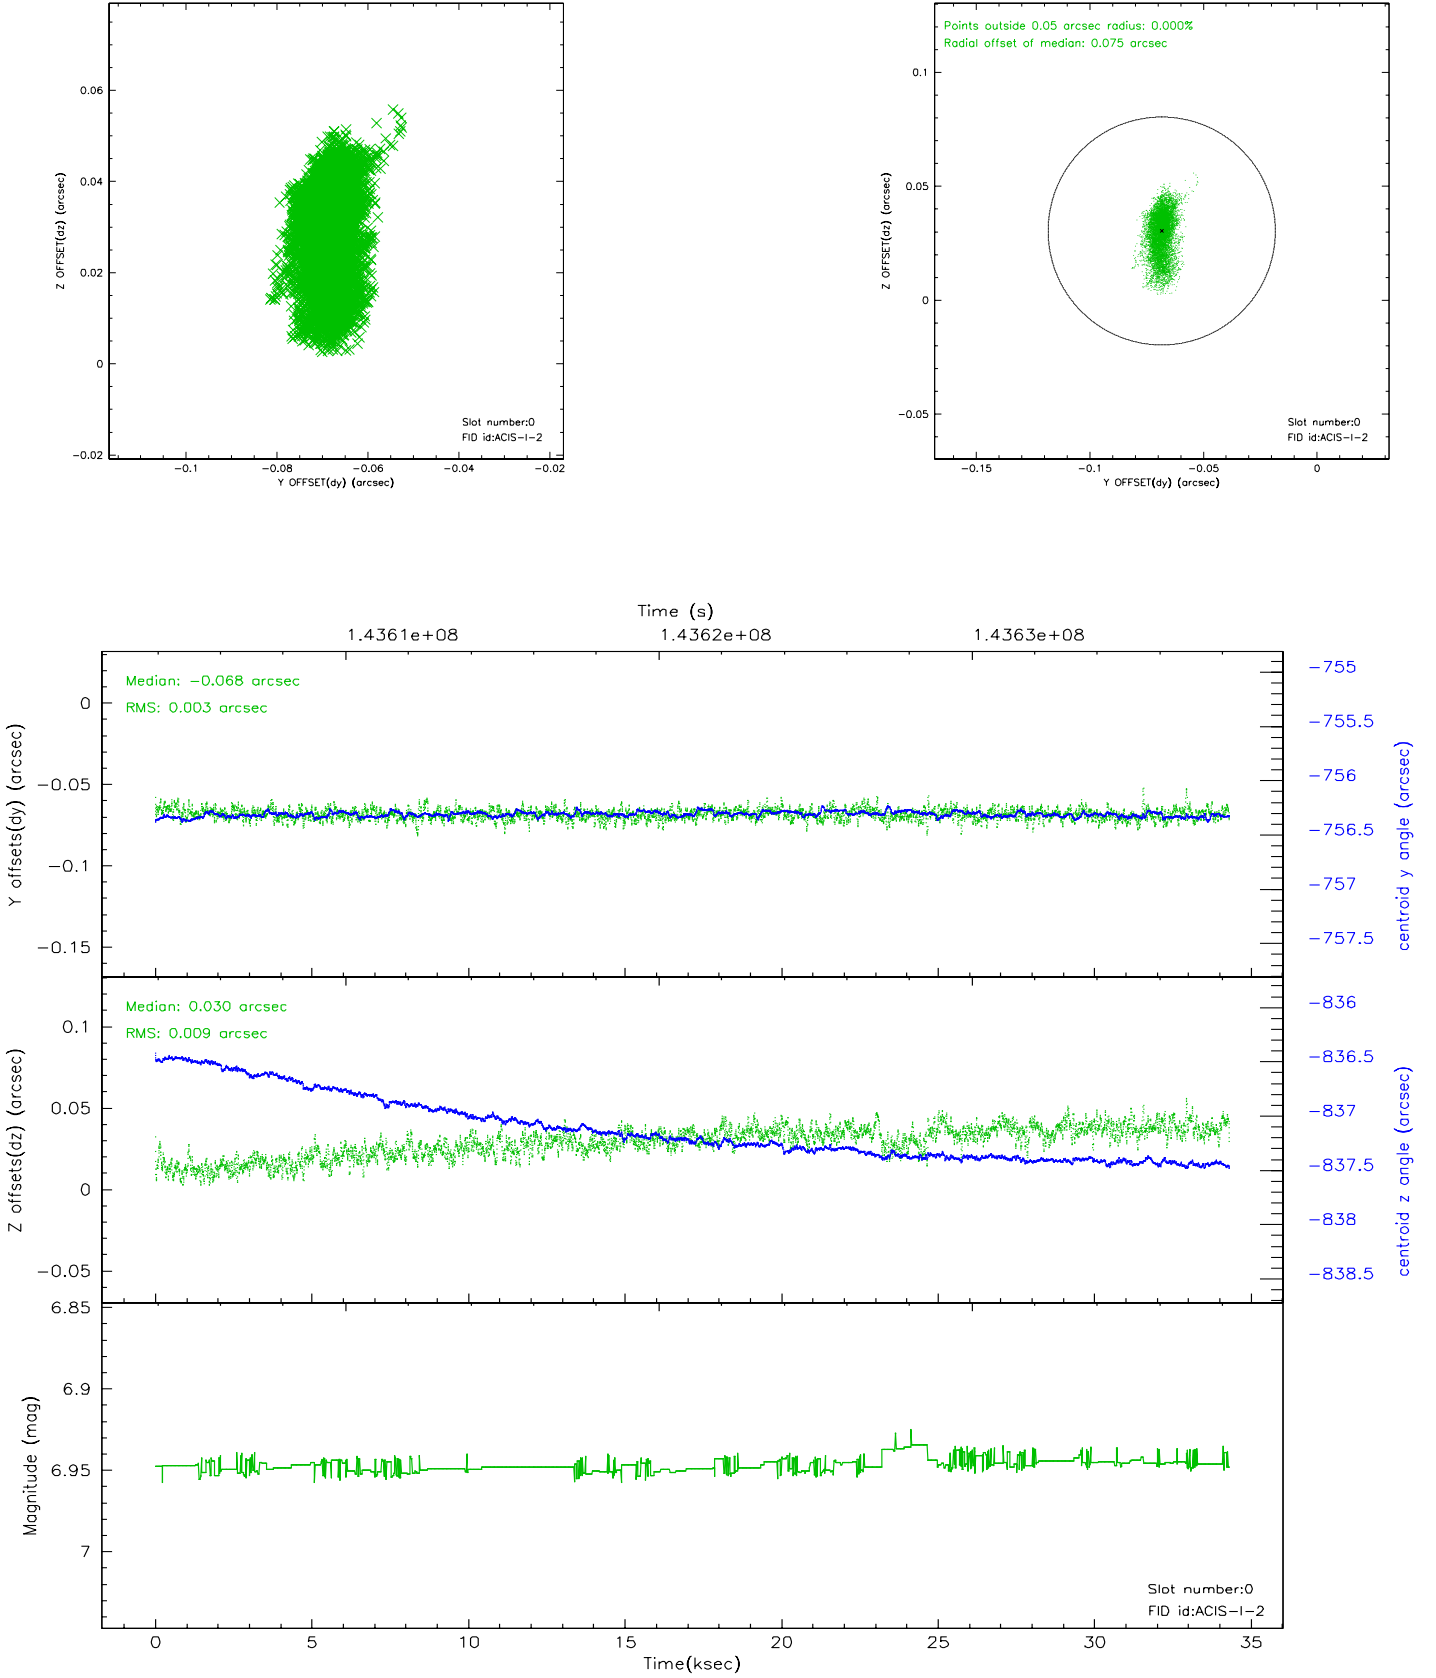 0.06
0.04
0.02
0
−0.02
Z OFFSET(dz) (arcsec)
Slot number:0
FID id:ACIS−I−2
−0.1
−0.08
−0.06
−0.04
−0.02
Y OFFSET(dy) (arcsec)
Points outside 0.05 arcsec radius: 0.000%
Radial offset of median: 0.075 arcsec
0.1
0.05
0
−0.05
Z OFFSET(dz) (arcsec)
Slot number:0
FID id:ACIS−I−2
−0.15
−0.1
−0.05
0
Y OFFSET(dy) (arcsec)
Time (s)
1.4361e+08
1.4362e+08
1.4363e+08
Median: −0.068 arcsec
RMS: 0.003 arcsec
0
−0.05
−0.1
−0.15
Y offsets(dy) (arcsec)
−755
−755.5
−756
−756.5
−757
−757.5
centroid y angle (arcsec)
Median: 0.030 arcsec
RMS: 0.009 arcsec
0.1
0.05
0
−0.05
Z offsets(dz) (arcsec)
−836
−836.5
−837
−837.5
−838
−838.5
centroid z angle (arcsec)
6.85
6.9
6.95
7
Magnitude (mag)
Slot number:0
FID id:ACIS−I−2
0
5
10
15
20
25
30
35
Time(ksec)